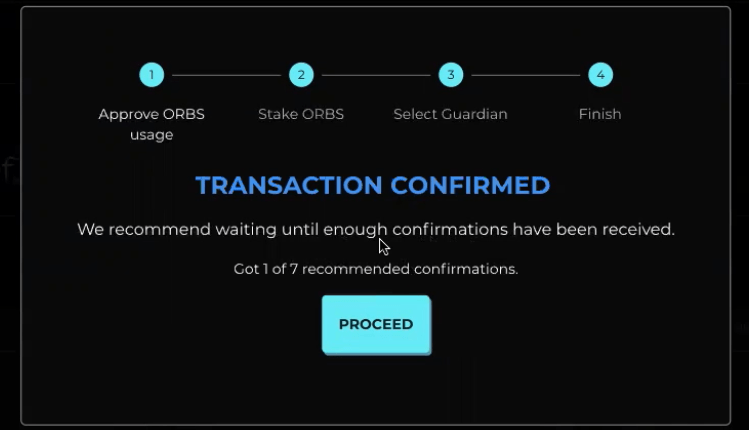 1
2
3
4
Approve ORBS usage
Stake ORBS
Select Guardian
Finish
TRANSACTION CONFIRMED
We recommend waiting until enough confirmations have been received.
Got 1 of 7 recommended confirmations.
PROCEED